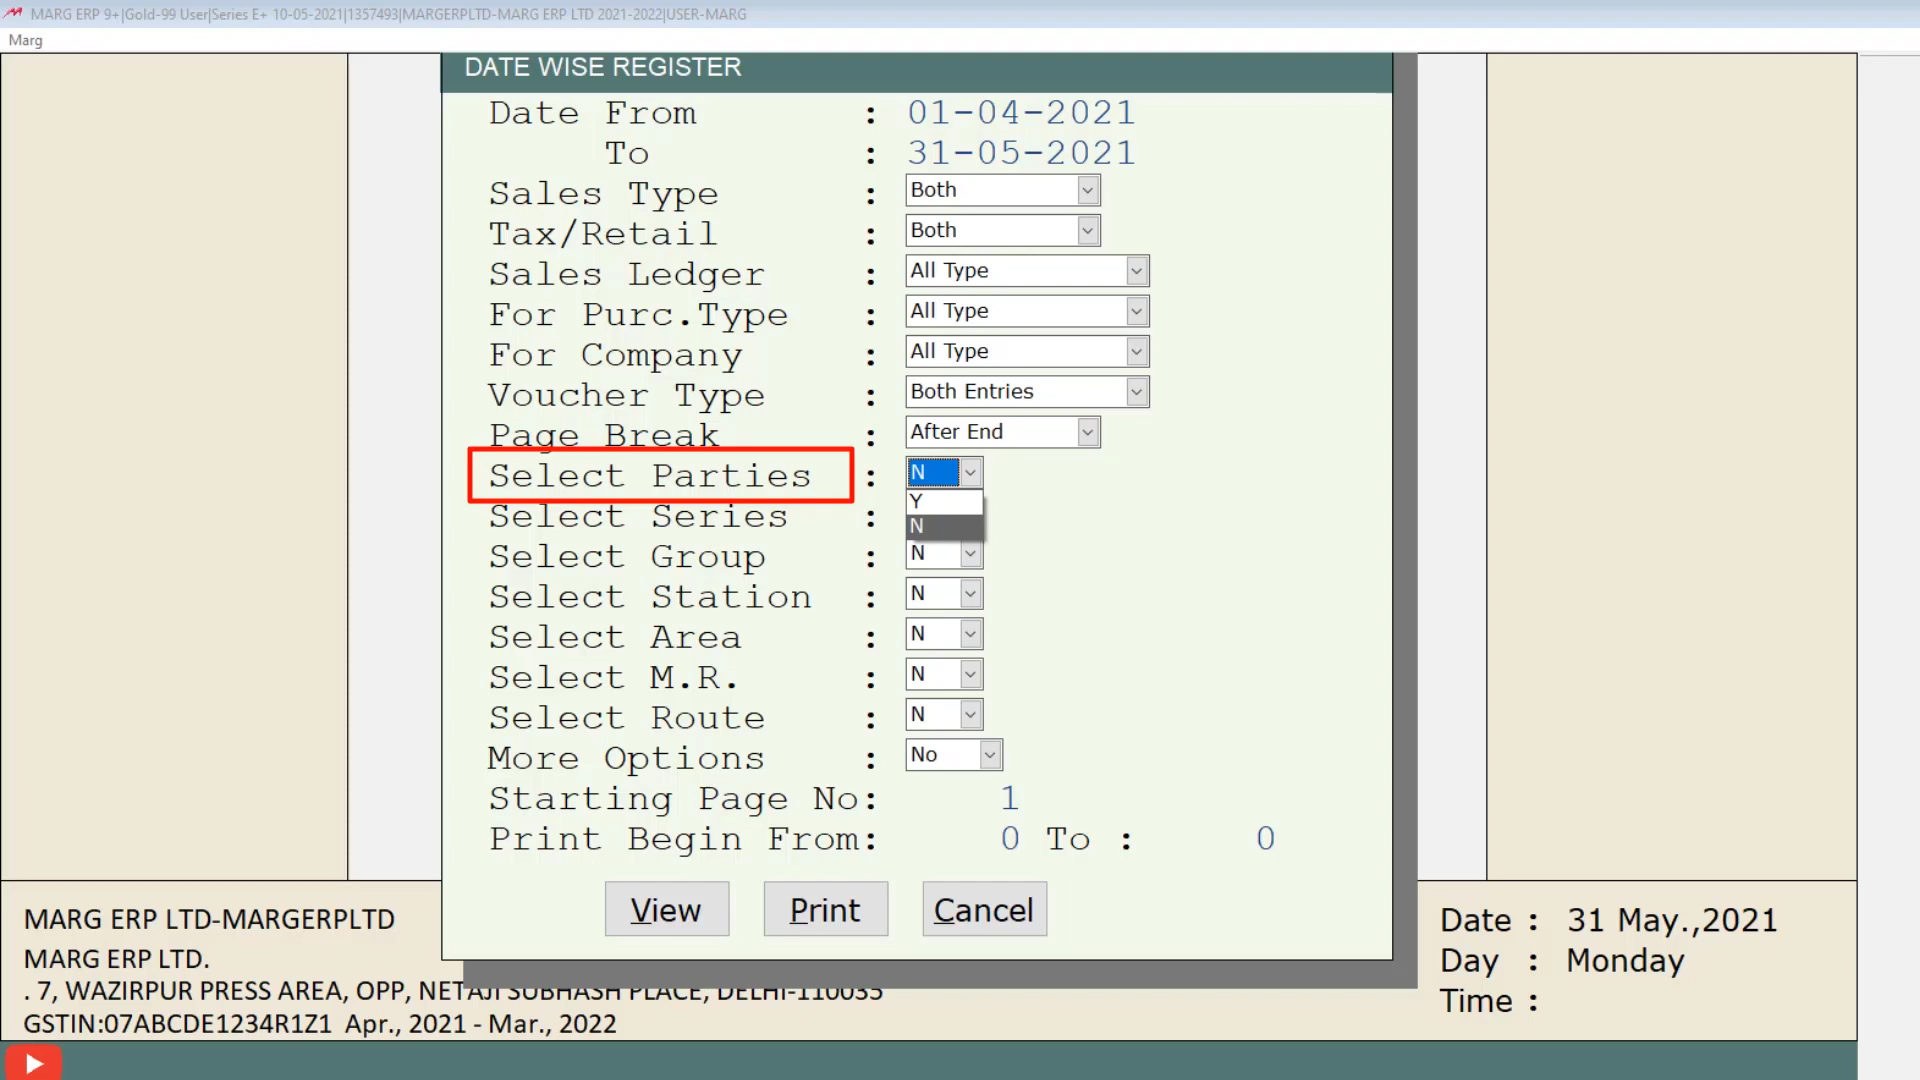 MARG ERP 9+|Gold-99 User|Series E+ 10-05-2021|1357493|MARGERPLTD-MARG ERP LTD 2021-2022|USER-MARG
Marg
DATE WISE REGISTER
Date From : 01-04-2021
To : 31-05-2021
Sales Type : Both
Tax/Retail : Both
Sales Ledger : All Type
For Purc.Type : All Type
For Company : All Type
Voucher Type : Both Entries
Page Break : After End
Select Parties : N
Y
Select Series : N
Select Group : N
Select Station : N
Select Area : N
Select M.R. : N
Select Route : N
More Options : No
Starting Page No: 1
Print Begin From: 0 To : 0
View Print Cancel
MARG ERP LTD-MARGERPLTD
MARG ERP LTD.
. 7, WAZIRPUR PRESS AREA, OPP, NETAJI SUBHASH PLACE, DELHI-110035
GSTIN:07ABCDE1234R1Z1 Apr., 2021 - Mar., 2022
Date : 31 May.,2021
Day : Monday
Time :